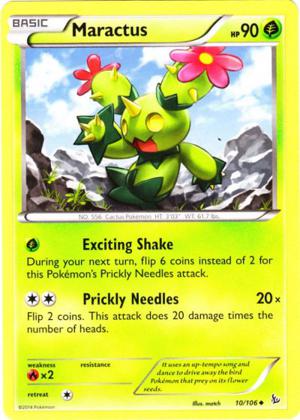 BASIC
Maractus
HP 90
NO. 556 Cactus Pokémon HT. 3'03" WT. 61.7 lbs.
Exciting Shake
During your next turn, flip 6 coins instead of 2 for
this Pokémon's Prickly Needles attack.
Prickly Needles 20×
Flip 2 coins. This attack does 20 damage times the
number of heads.
weakness resistance
×2
retreat
It uses an up-tempo song and
dance to drive away the bird
Pokémon that prey on its flower
seeds.
©2014 Pokémon Illus. match 10/106